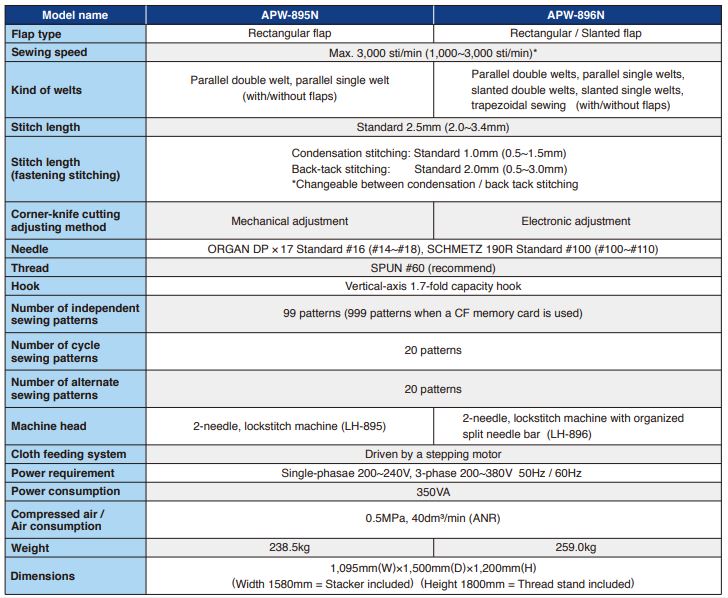 Model name APW-895N APW-896N
Flap type Rectangular flap Rectangular / Slanted flap
Sewing speed Max. 3,000 sti/min (1,000~3,000 sti/min)*
Kind of welts
Parallel double welt, parallel single welt
(with/without flaps)
Parallel double welts, parallel single welts,
slanted double welts, slanted single welts,
trapezoidal sewing (with/without flaps)
Stitch length Standard 2.5mm (2.0~3.4mm)
Stitch length
(fastening stitching)
Condensation stitching: Standard 1.0mm (0.5~1.5mm)
Back-tack stitching: Standard 2.0mm (0.5~3.0mm)
*Changeable between condensation / back tack stitching
Corner-knife cutting
adjusting method
Mechanical adjustment Electronic adjustment
Needle ORGAN DP × 17 Standard #16 (#14~#18), SCHMETZ 190R Standard #100 (#100~#110)
Thread SPUN #60 (recommend)
Hook Vertical-axis 1.7-fold capacity hook
Number of independent
sewing patterns
99 patterns (999 patterns when a CF memory card is used)
Number of cycle
sewing patterns
20 patterns
Number of alternate
sewing patterns
20 patterns
Machine head
2-needle, lockstitch machine (LH-895)
2-needle, lockstitch machine with organized
split needle bar (LH-896)
Cloth feeding system Driven by a stepping motor
Power requirement Single-phasae 200~240V, 3-phase 200~380V 50Hz / 60Hz
Power consumption 350VA
Compressed air /
Air consumption
0.5MPa, 40dm³/min (ANR)
Weight 238.5kg 259.0kg
Dimensions
1,095mm(W)×1,500mm(D)×1,200mm(H)
(Width 1580mm = Stacker included) (Height 1800mm = Thread stand included)